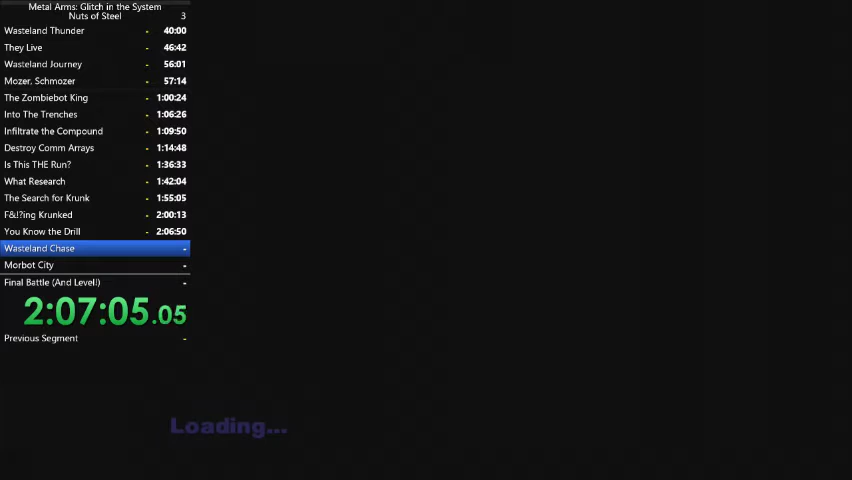 Metal Arms: Glitch in the System
Nuts of Steel 3
Wasteland Thunder - 40:00
They Live - 46:42
Wasteland Journey - 56:01
Mozer, Schmozer - 57:14
The Zombiebot King - 1:00:24
Into The Trenches - 1:06:26
Infiltrate the Compound - 1:09:50
Destroy Comm Arrays - 1:14:48
Is This THE Run? - 1:36:33
What Research - 1:42:04
The Search for Krunk - 1:55:05
F&!?ing Krunked - 2:00:13
You Know the Drill - 2:06:50
Wasteland Chase -
Morbot City -
Final Battle (And Level!) -
2:07:05.05
Previous Segment -
Loading...